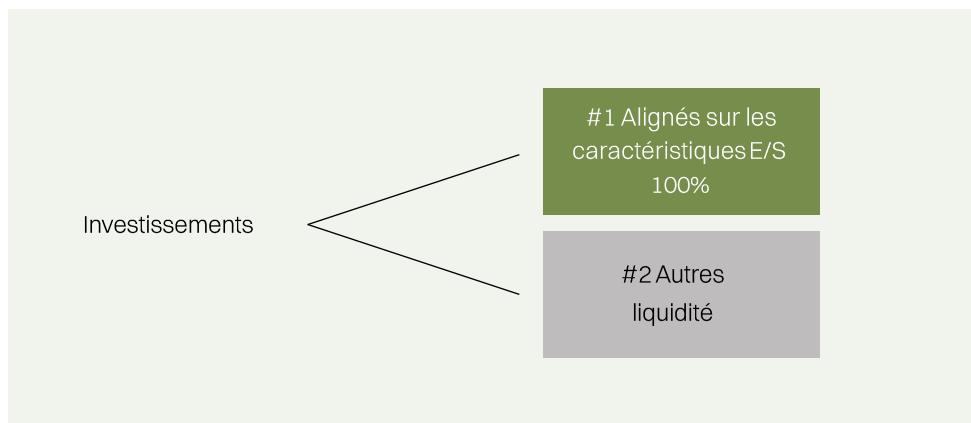 Investissements
#1 Alignés sur les
caractéristiques E/S
100%
#2 Autres
liquidité